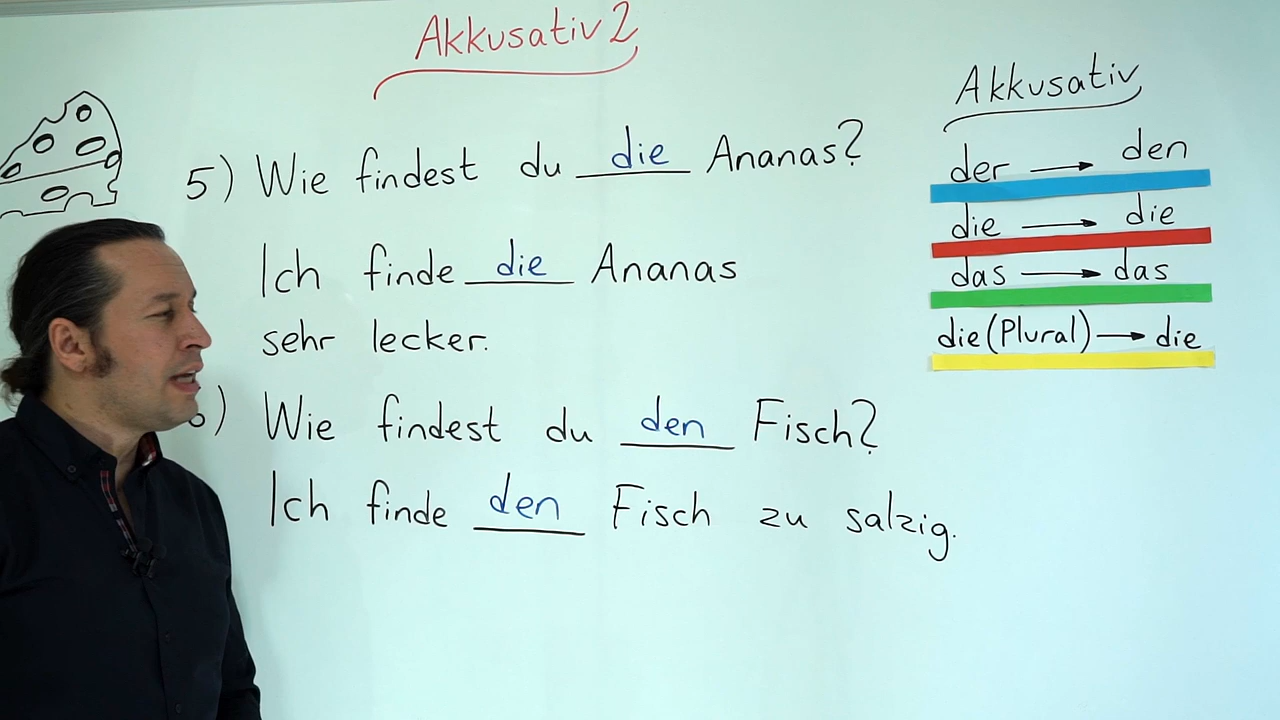 Akkusativ 2
5) Wie findest du die Ananas?
Ich finde die Ananas
sehr lecker.
6) Wie findest du den Fisch?
Ich finde den Fisch zu salzig.
Akkusativ
der → den
die → die
das → das
die (Plural) → die